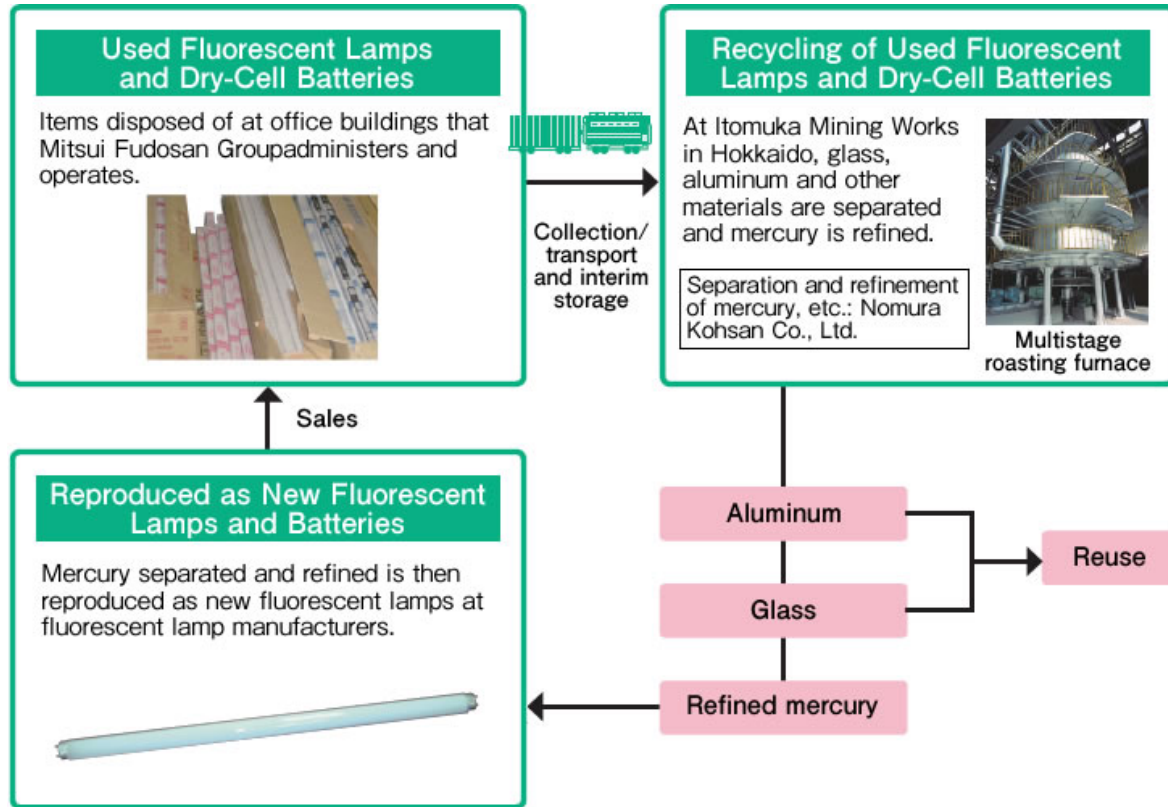 Used Fluorescent Lamps
and Dry-Cell Batteries
Items disposed of at office buildings that
Mitsui Fudosan Groupadministers and
operates.
Collection/
transport
and interim
storage
Recycling of Used Fluorescent
Lamps and Dry-Cell Batteries
At Itomuka Mining Works
in Hokkaido, glass,
aluminum and other
materials are separated
and mercury is refined.
Separation and refinement
of mercury, etc.: Nomura
Kohsan Co., Ltd.
Multistage
roasting furnace
Aluminum
Glass
Reuse
Refined mercury
Reproduced as New Fluorescent
Lamps and Batteries
Mercury separated and refined is then
reproduced as new fluorescent lamps at
fluorescent lamp manufacturers.
Sales